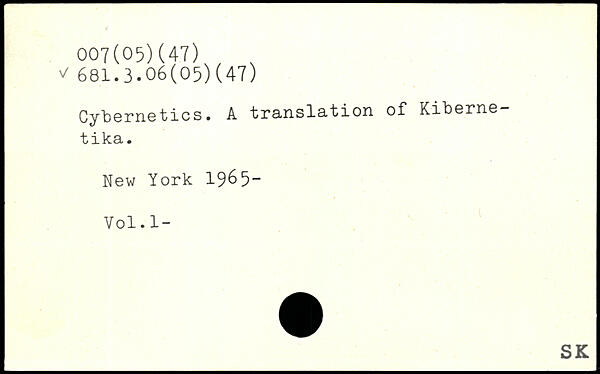 007(05)(47)
✓ 681.3.06(05)(47)
Cybernetics. A translation of Kiberne-
tika.
New York 1965-
Vol.1-
SK